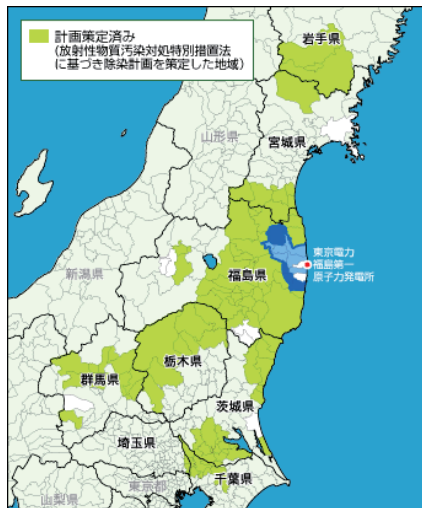 計画策定済み
(放射性物質汚染対処特別措置法
に基づき除染計画を策定した地域)
岩手県
山形県
宮城県
新潟県
福島県
東京電力
福島第一
原子力発電所
栃木県
群馬県
茨城県
埼玉県
東京都
千葉県
山梨県